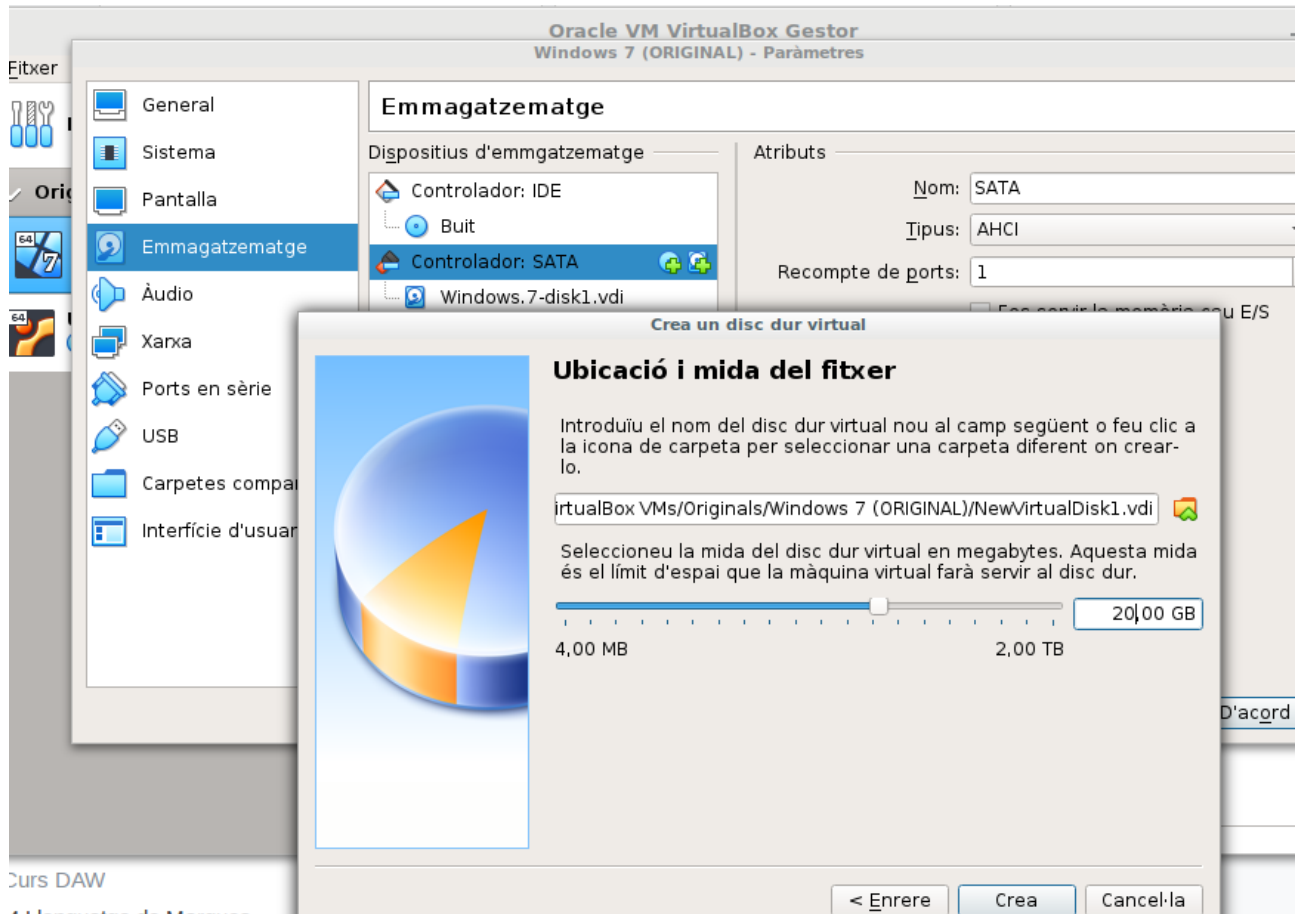 Oracle VM VirtualBox Gestor
Windows 7 (ORIGINAL) - Paràmetres
Fitxer
General
Sistema
Pantalla
Emmagatzematge
Àudio
Xarxa
Ports en sèrie
USB
Carpetes compar
Interfície d'usuar
64
7
64
Emmagatzematge
Dispositius d'emmgatzematge
Controlador: IDE
Buit
Controlador: SATA
Windows.7-disk1.vdi
Atributs
Nom: SATA
Tipus: AHCI
Recompte de ports: 1
Crea un disc dur virtual
Ubicació i mida del fitxer
Introduïu el nom del disc dur virtual nou al camp següent o feu clic a
la icona de carpeta per seleccionar una carpeta diferent on crear-
lo.
irtualBox VMs/Originals/Windows 7 (ORIGINAL)/NewVirtualDisk1.vdi
Seleccioneu la mida del disc dur virtual en megabytes. Aquesta mida
és el límit d'espai que la màquina virtual farà servir al disc dur.
20,00 GB
4,00 MB
2,00 TB
< Enrere
Crea
Cancel·la
D'acord
Curs DAW